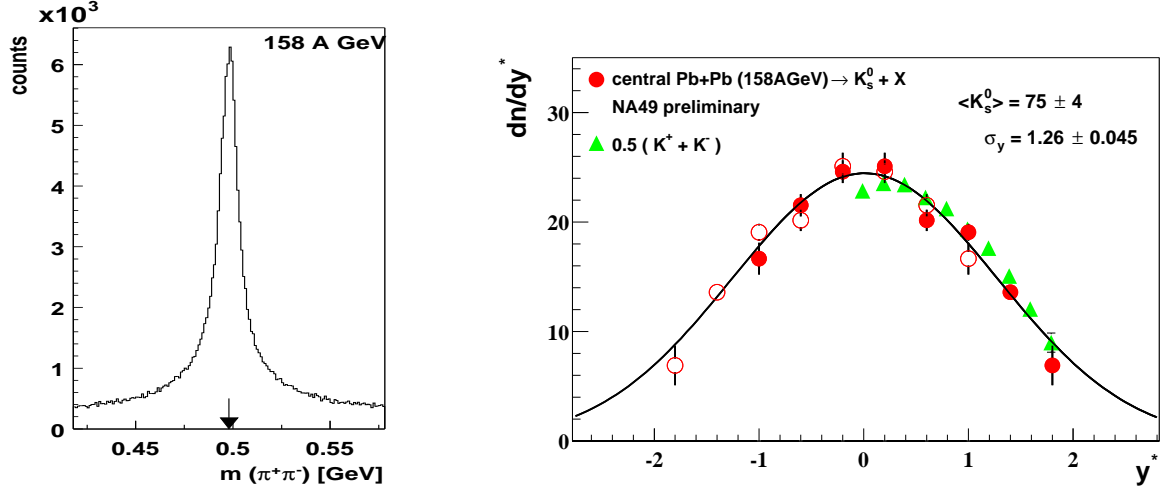 ×10³
158 A GeV
counts
6
5
4
3
2
1
0
0.45
0.5
0.55
m (π⁺π⁻) [GeV]
dn/dy*
central Pb+Pb (158AGeV) → K⁰ₛ + X
NA49 preliminary
0.5 ( K⁺ + K⁻)
<K⁰ₛ> = 75 ± 4
σ_y = 1.26 ± 0.045
30
20
10
0
-2
-1
0
1
2
y*